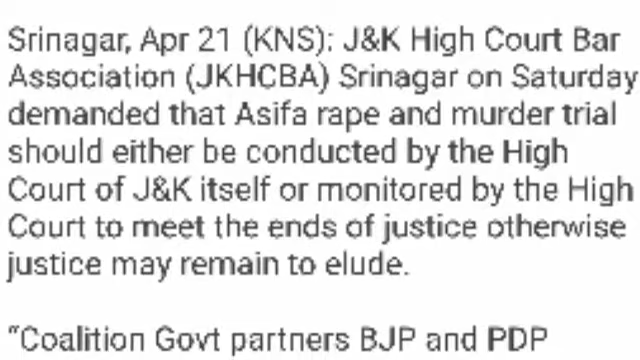 Srinagar, Apr 21 (KNS): J&K High Court Bar
Association (JKHCBA) Srinagar on Saturday
demanded that Asifa rape and murder trial
should either be conducted by the High
Court of J&K itself or monitored by the High
Court to meet the ends of justice otherwise
justice may remain to elude.
“Coalition Govt partners BJP and PDP